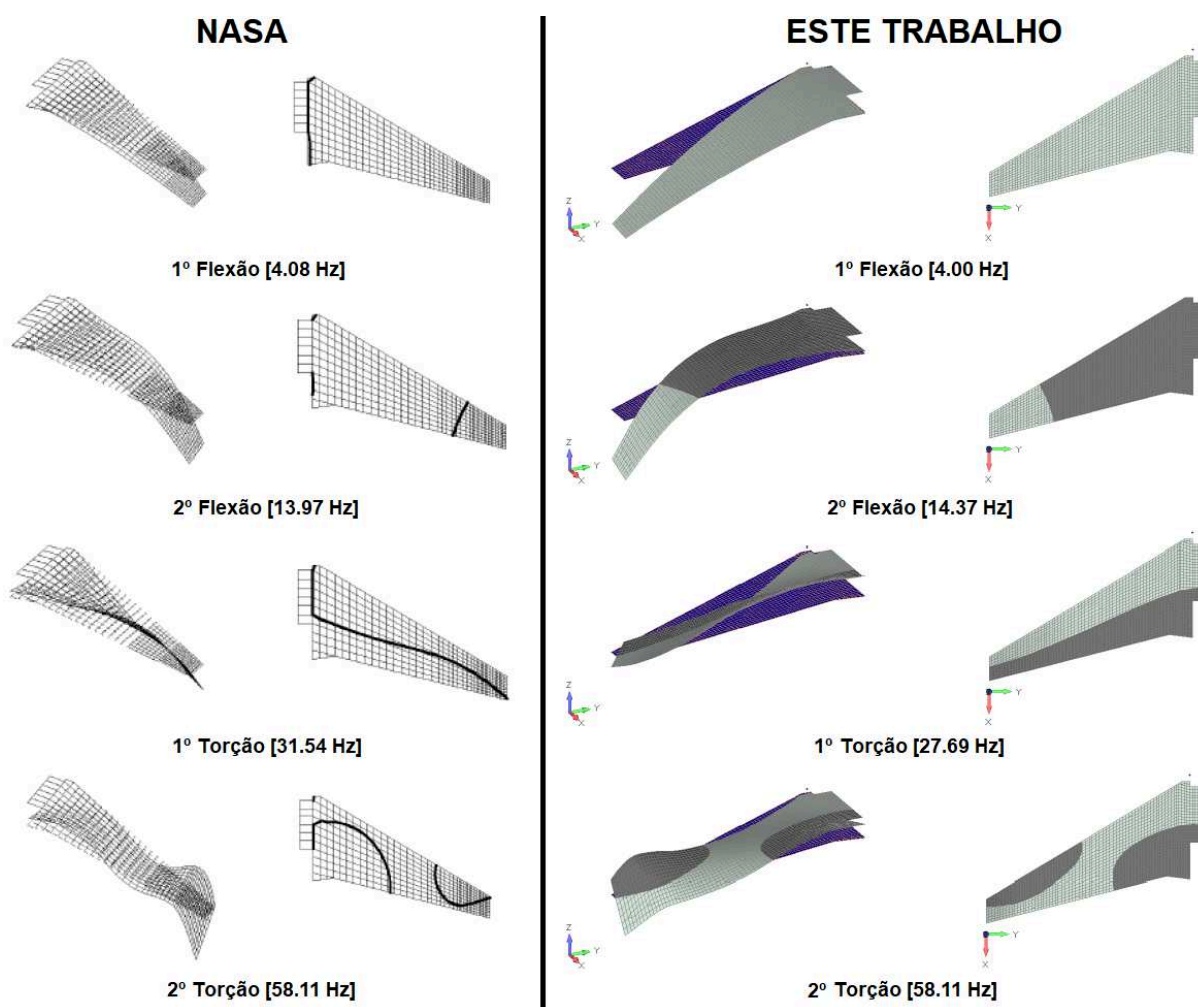 NASA
ESTE TRABALHO
Z
Y
X
Y
X
1º Flexão [4.08 Hz]
1º Flexão [4.00 Hz]
Z
Y
X
Y
X
2º Flexão [13.97 Hz]
2º Flexão [14.37 Hz]
Z
Y
X
Y
X
1º Torção [31.54 Hz]
1º Torção [27.69 Hz]
Z
Y
X
Y
X
2º Torção [58.11 Hz]
2º Torção [58.11 Hz]